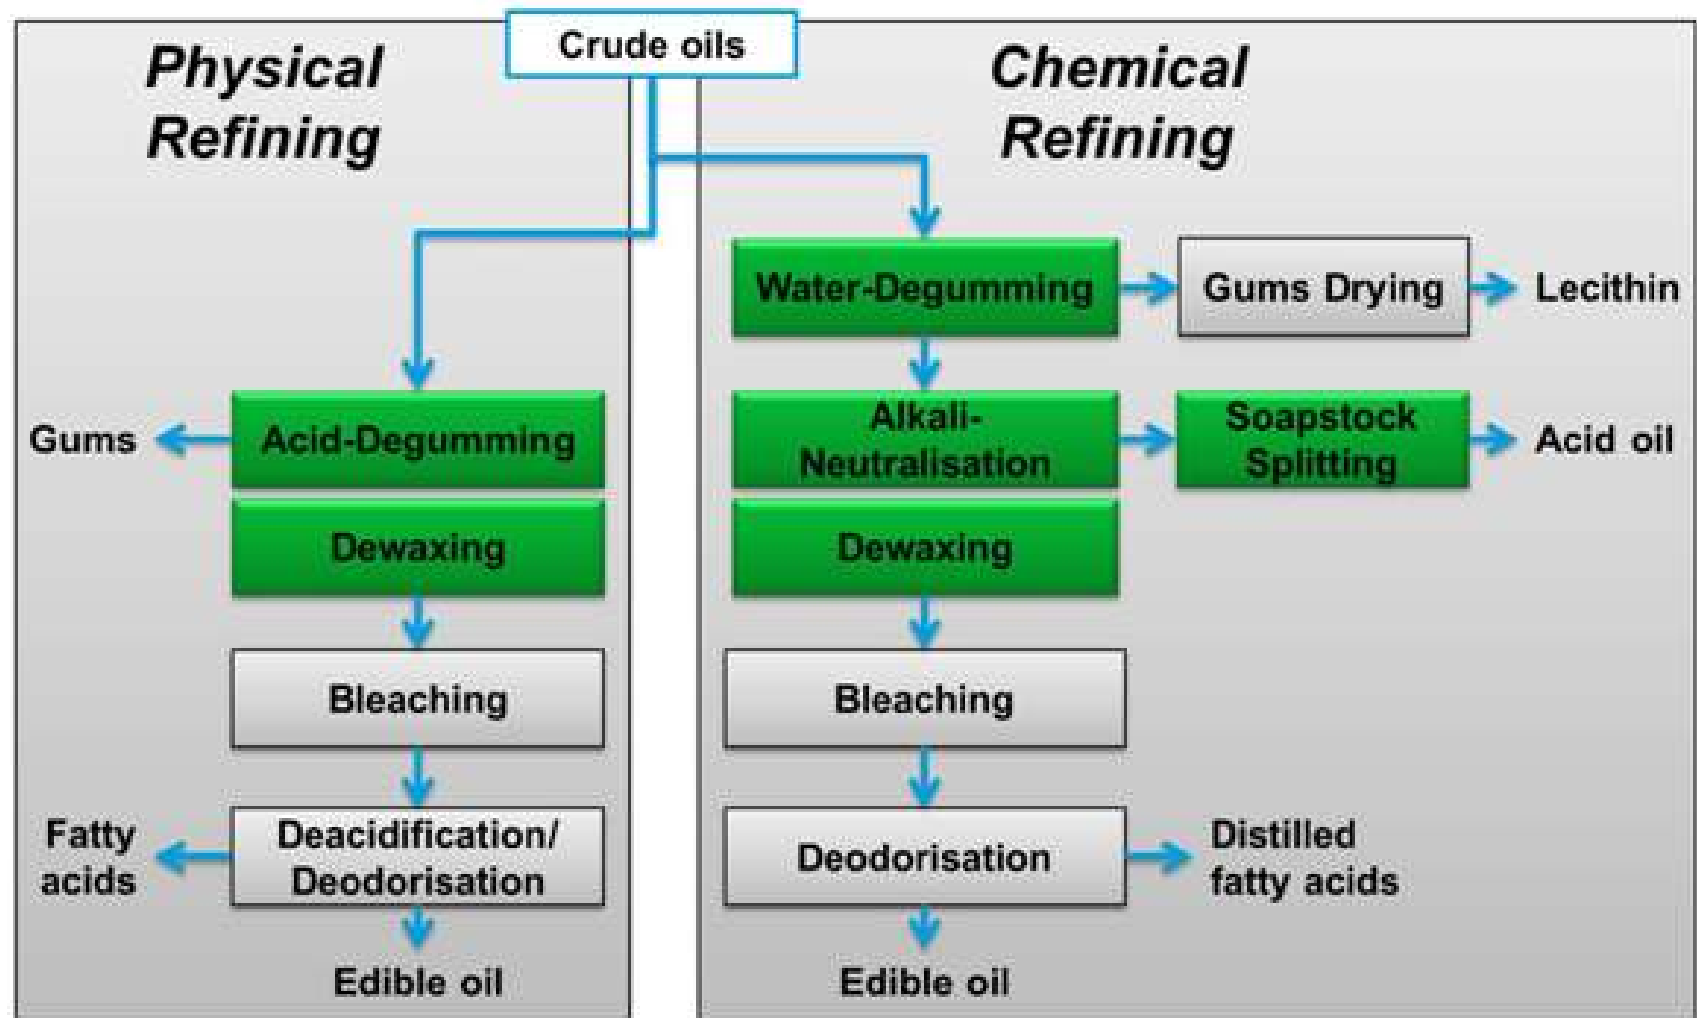 Crude oils
Physical
Refining
Chemical
Refining
Water-Degumming
Gums Drying
Lecithin
Gums
Acid-Degumming
Alkali-
Neutralisation
Soapstock
Splitting
Acid oil
Dewaxing
Dewaxing
Bleaching
Bleaching
Fatty
acids
Deacidification/
Deodorisation
Deodorisation
Distilled
fatty acids
Edible oil
Edible oil